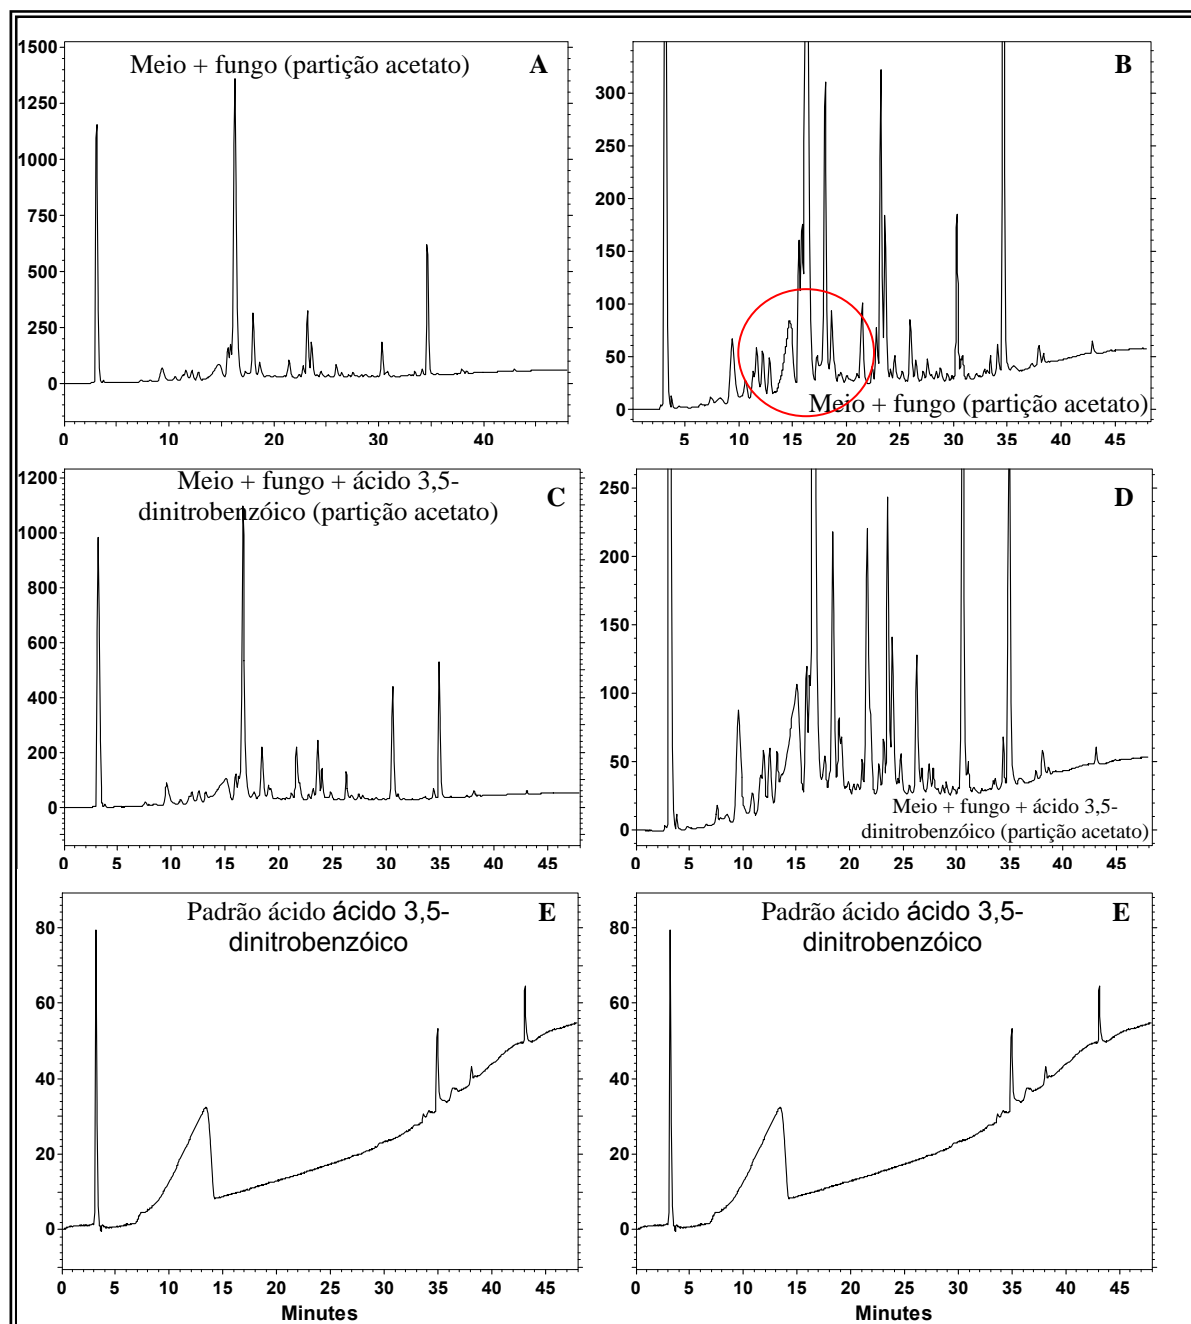 Meio + fungo (partição acetato) A
1500
1250
1000
750
500
250
0
0 10 20 30 40
B
300
250
200
150
100
50
0
Meio + fungo (partição acetato)
5 10 15 20 25 30 35 40 45
Meio + fungo + ácido 3,5-
dinitrobenzóico (partição acetato)
C
1200
1000
800
600
400
200
0
0 5 10 15 20 25 30 35 40 45
D
250
200
150
100
50
0
Meio + fungo + ácido 3,5-
dinitrobenzóico (partição acetato)
0 5 10 15 20 25 30 35 40 45
Padrão ácido ácido 3,5-
dinitrobenzóico
E
80
60
40
20
0
0 5 10 15 20 25 30 35 40 45
Minutes
Padrão ácido ácido 3,5-
dinitrobenzóico
E
80
60
40
20
0
0 5 10 15 20 25 30 35 40 45
Minutes